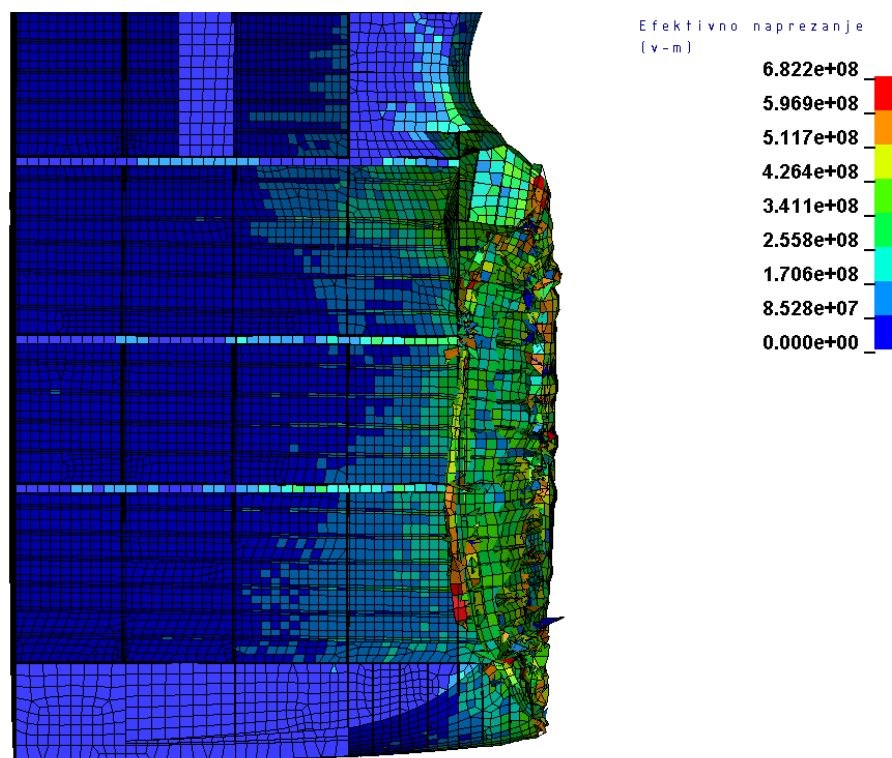 Efektivno naprezanje
(v-m)
6.822e+08
5.969e+08
5.117e+08
4.264e+08
3.411e+08
2.558e+08
1.706e+08
8.528e+07
0.000e+00